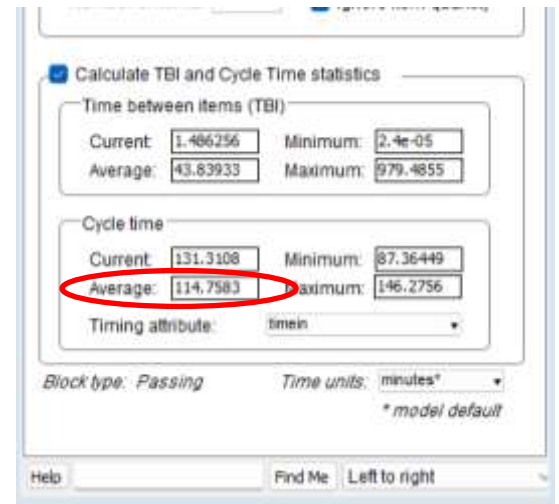 Calculate TBI and Cycle Time statistics
Time between items (TBI)
Current: 1.486256 Minimum: 2.4e-05
Average: 43.83933 Maximum: 979.4855
Cycle time
Current: 131.3108 Minimum: 87.36449
Average: 114.7583 Maximum: 146.2756
Timing attribute: timein
Block type: Passing Time units: minutes*
* model default
Help Find Me Left to right